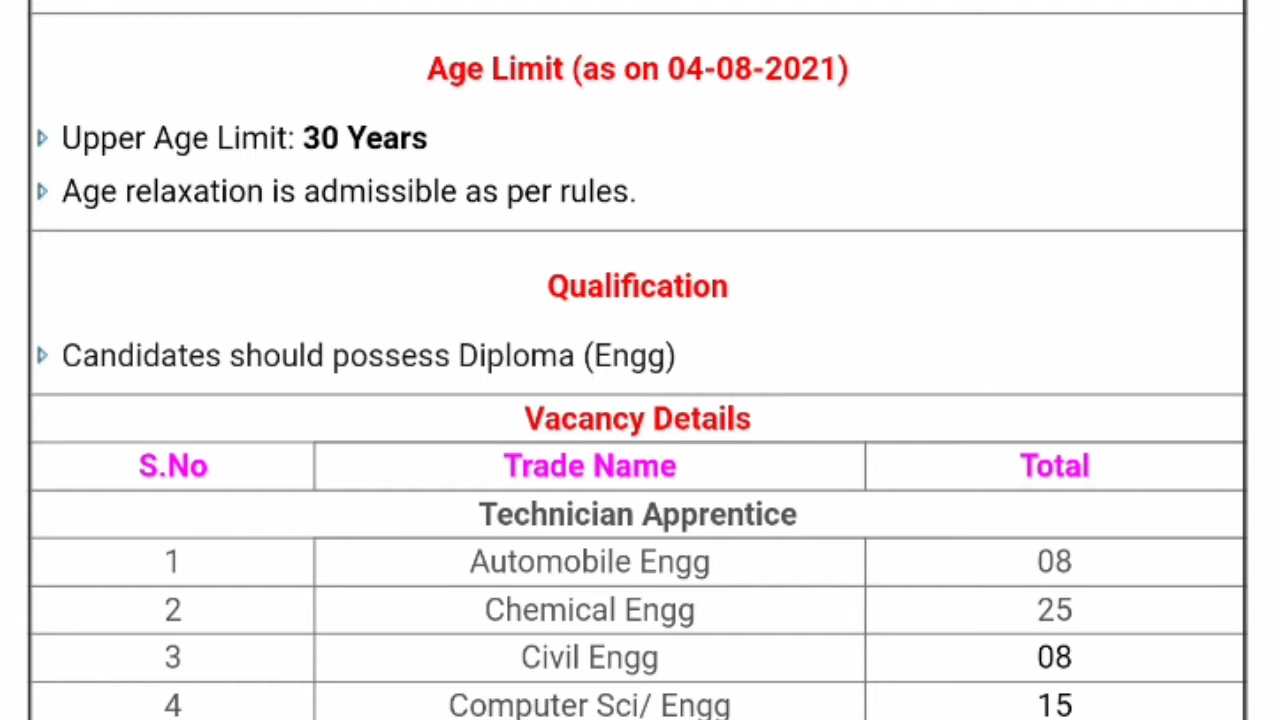 Age Limit (as on 04-08-2021)
Upper Age Limit: 30 Years
Age relaxation is admissible as per rules.
Qualification
Candidates should possess Diploma (Engg)
Vacancy Details
S.No Trade Name Total
Technician Apprentice
1 Automobile Engg 08
2 Chemical Engg 25
3 Civil Engg 08
4 Computer Sci/ Engg 15